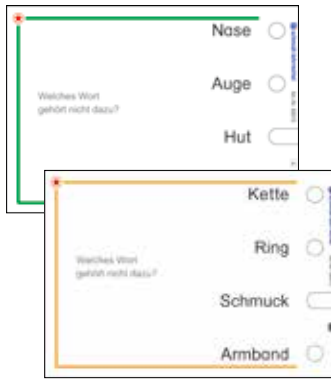 Nase
Auge
Welches Wort
gehört nicht dazu?
Hut
Kette
Ring
Welches Wort
gehört nicht dazu?
Schmuck
Armband